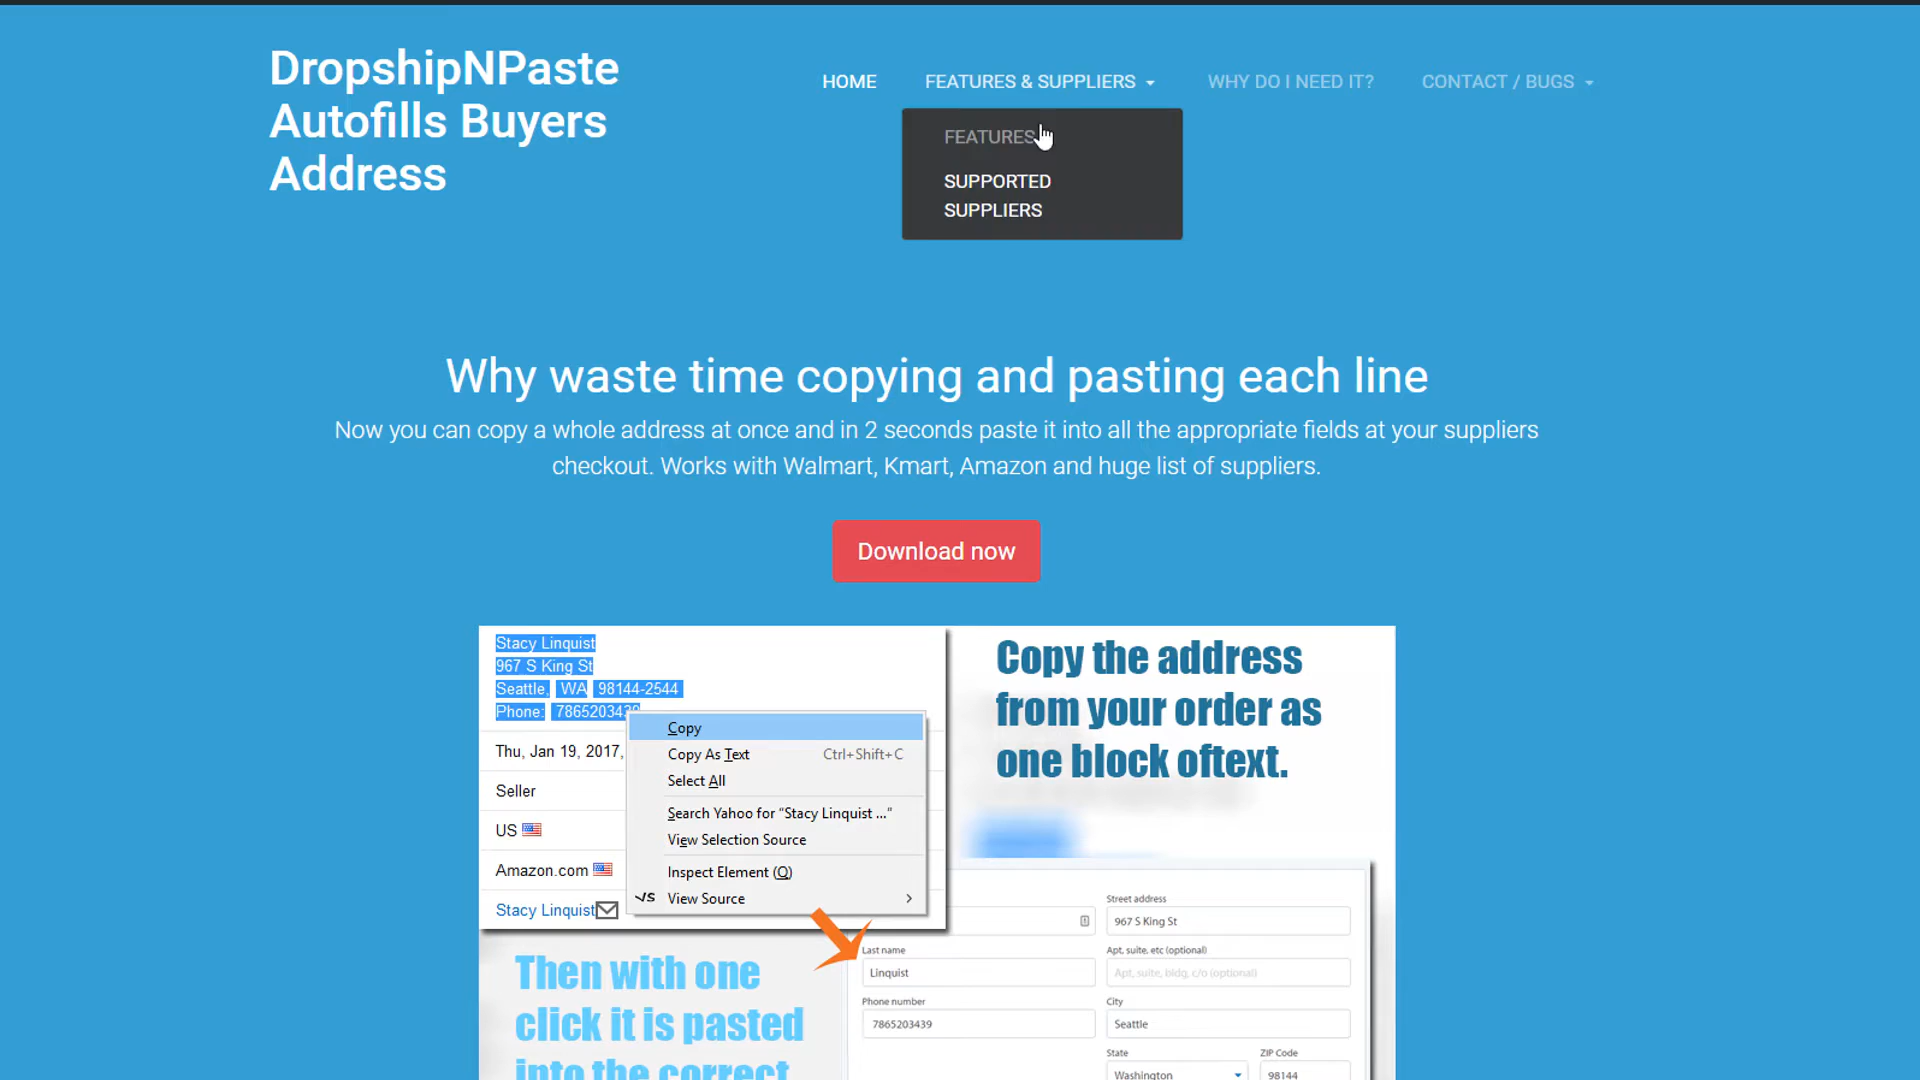 DropshipNPaste
Autofills Buyers
Address
HOME
FEATURES & SUPPLIERS
WHY DO I NEED IT?
CONTACT / BUGS
FEATURES
SUPPORTED
SUPPLIERS
Why waste time copying and pasting each line
Now you can copy a whole address at once and in 2 seconds paste it into all the appropriate fields at your suppliers
checkout. Works with Walmart, Kmart, Amazon and huge list of suppliers.
Download now
Stacy Linquist
967 S King St
Seattle, WA 98144-2544
Phone: 7865203439
Thu, Jan 19, 2017,
Seller
US
Amazon.com
Stacy Linquist
Copy
Copy As Text Ctrl+Shift+C
Select All
Search Yahoo for “Stacy Linquist ...”
View Selection Source
Inspect Element (Q)
View Source
Copy the address
from your order as
one block oftext.
Then with one
click it is pasted
into the correct
Last name
Linquist
Phone number
7865203439
Street address
967 S King St
Apt, suite, etc (optional)
Apt, suite, bldg, c/o (optional)
City
Seattle
State
Washington
ZIP Code
98144